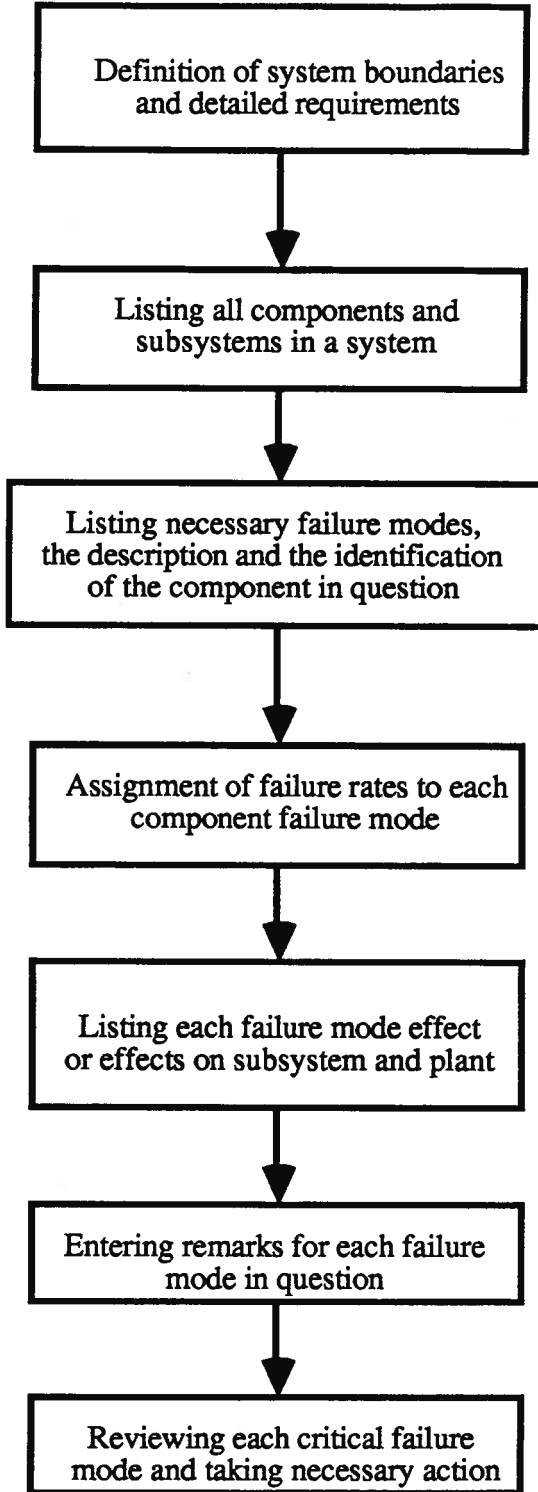 Definition of system boundaries
and detailed requirements
Listing all components and
subsystems in a system
Listing necessary failure modes,
the description and the identification
of the component in question
Assignment of failure rates to each
component failure mode
Listing each failure mode effect
or effects on subsystem and plant
Entering remarks for each failure
mode in question
Reviewing each critical failure
mode and taking necessary action